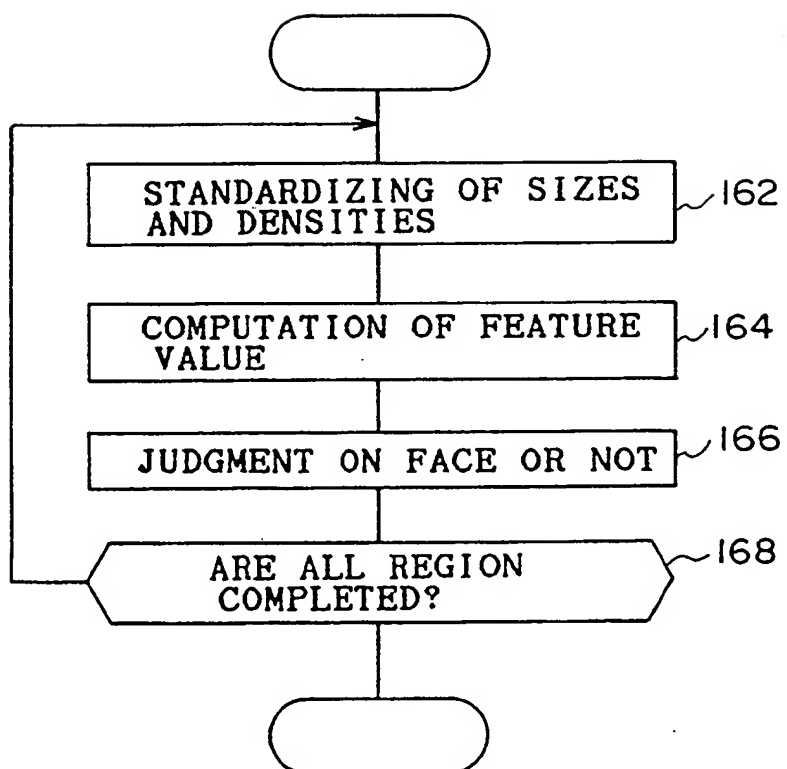 STANDARDIZING OF SIZES
AND DENSITIES
162
COMPUTATION OF FEATURE
VALUE
164
JUDGMENT ON FACE OR NOT
166
ARE ALL REGION
COMPLETED?
168